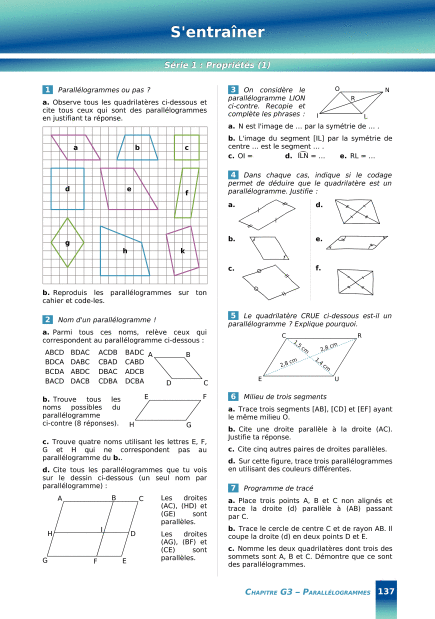 S'entraîner
Série 1 : Propriétés (1)
1 Parallélogrammes ou pas ?
a. Observe tous les quadrilatères ci-dessous et
cite tous ceux qui sont des parallélogrammes
en justifiant ta réponse.
a b c
d e f
g h k
b. Reproduis les parallélogrammes sur ton
cahier et code-les.
2 Nom d'un parallélogramme !
a. Parmi tous ces noms, relève ceux qui
correspondent au parallélogramme ci-dessous :
ABCD BDAC ACDB BADC
BDCA DABC CBAD CABD
BCDA ABDC DBAC ADCB
BACD DACB CDBA DCBA
A B
D C
b. Trouve tous les
noms possibles du
parallélogramme
ci-contre (8 réponses).
E F
H G
c. Trouve quatre noms utilisant les lettres E, F,
G et H qui ne correspondent pas au
parallélogramme du b..
d. Cite tous les parallélogrammes que tu vois
sur le dessin ci-dessous (un seul nom par
parallélogramme) :
A B C
H I D
G F E
Les droites
(AC), (HD) et
(GE) sont
parallèles.
Les droites
(AG), (BF) et
(CE) sont
parallèles.
3 On considère le
parallélogramme LION
ci-contre. Recopie et
complète les phrases :
O N
R
I L
a. N est l'image de ... par la symétrie de ... .
b. L'image du segment [IL] par la symétrie de
centre ... est le segment ... .
c. OI = d. ILN = ... e. RL = ...
4 Dans chaque cas, indique si le codage
permet de déduire que le quadrilatère est un
parallélogramme. Justifie :
a. d.
b. e.
c. f.
5 Le quadrilatère CRUE ci-dessous est-il un
parallélogramme ? Explique pourquoi.
C R
1,5 cm 2,8 cm
2,8 cm 1,4 cm
E U
6 Milieu de trois segments
a. Trace trois segments [AB], [CD] et [EF] ayant
le même milieu O.
b. Cite une droite parallèle à la droite (AC).
Justifie ta réponse.
c. Cite cinq autres paires de droites parallèles.
d. Sur cette figure, trace trois parallélogrammes
en utilisant des couleurs différentes.
7 Programme de tracé
a. Place trois points A, B et C non alignés et
trace la droite (d) parallèle à (AB) passant
par C.
b. Trace le cercle de centre C et de rayon AB. Il
coupe la droite (d) en deux points D et E.
c. Nomme les deux quadrilatères dont trois des
sommets sont A, B et C. Démontre que ce sont
des parallélogrammes.
CHAPITRE G3 – PARALLÉLOGRAMMES 137